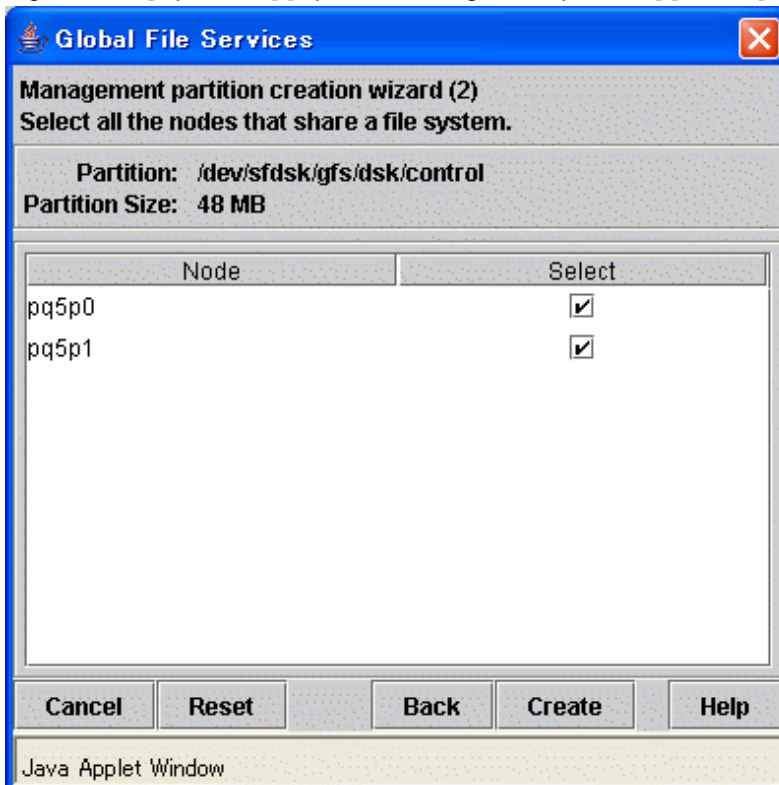 Global File Services
Management partition creation wizard (2)
Select all the nodes that share a file system.
Partition: /dev/sfdsk/gfs/dsk/control
Partition Size: 48 MB
Node Select
pq5p0
pq5p1
Cancel Reset Back Create Help
Java Applet Window